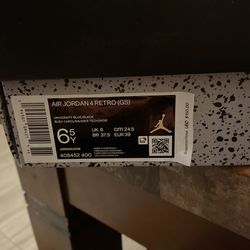 AIR JORDAN 4 RETRO (GS)
UNIVERSITY BLUE/BLACK
6.5Y
UK 6
cm 24.5
BR 37.5
EUR 39
408452 400